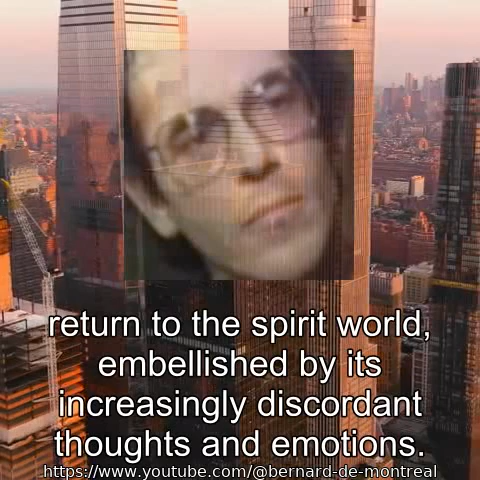 return to the spirit world,
embellished by its
increasingly discordant
thoughts and emotions.
https://www.youtube.com/@bernard-de-montreal